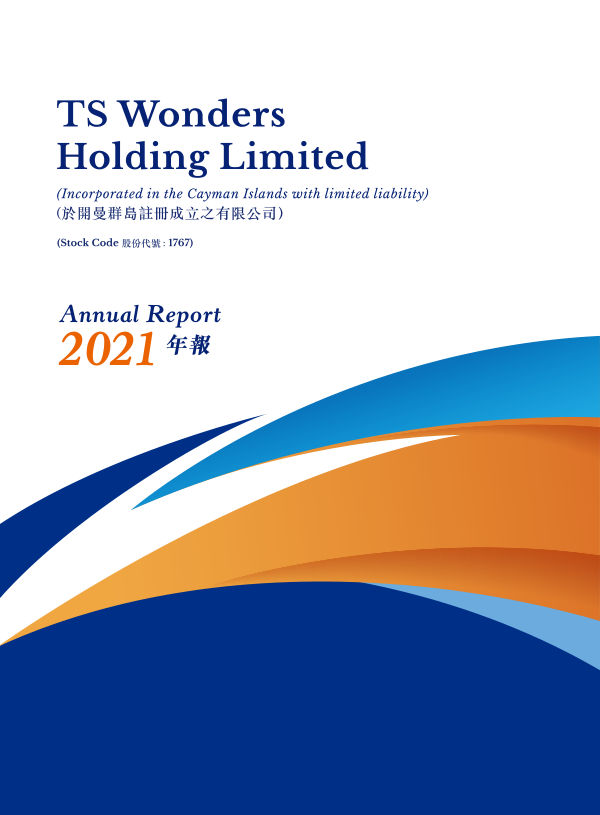 TS Wonders
Holding Limited
(Incorporated in the Cayman Islands with limited liability)
(於開曼群島註冊成立之有限公司)
(Stock Code 股份代號 : 1767)
Annual Report
2021 年報